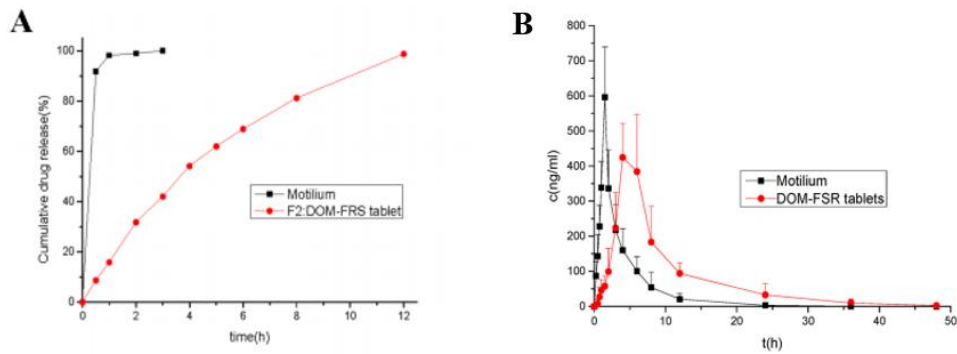 A
Cumulative drug release(%)
100
80
60
40
20
0
Motilium
F2:DOM-FRS tablet
0 2 4 6 8 10 12
time(h)
B
c(ng/ml)
800
700
600
500
400
300
200
100
0
Motilium
DOM-FSR tablets
0 10 20 30 40 50
t(h)